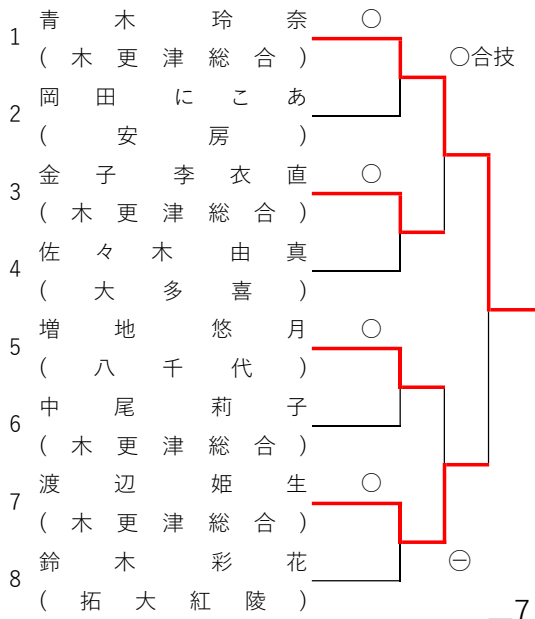 1 青木 玲奈 ○
(木更津総合) ○合技
2 岡田 にこあ
(安房)
3 金子 李衣直 ○
(木更津総合)
4 佐々木 由真
(大多喜)
5 増地 悠月 ○
(八千代)
6 中尾 莉子
(木更津総合)
7 渡辺 姫生 ○
(木更津総合)
8 鈴木 彩花 ㊀
(拓大紅陵)
7